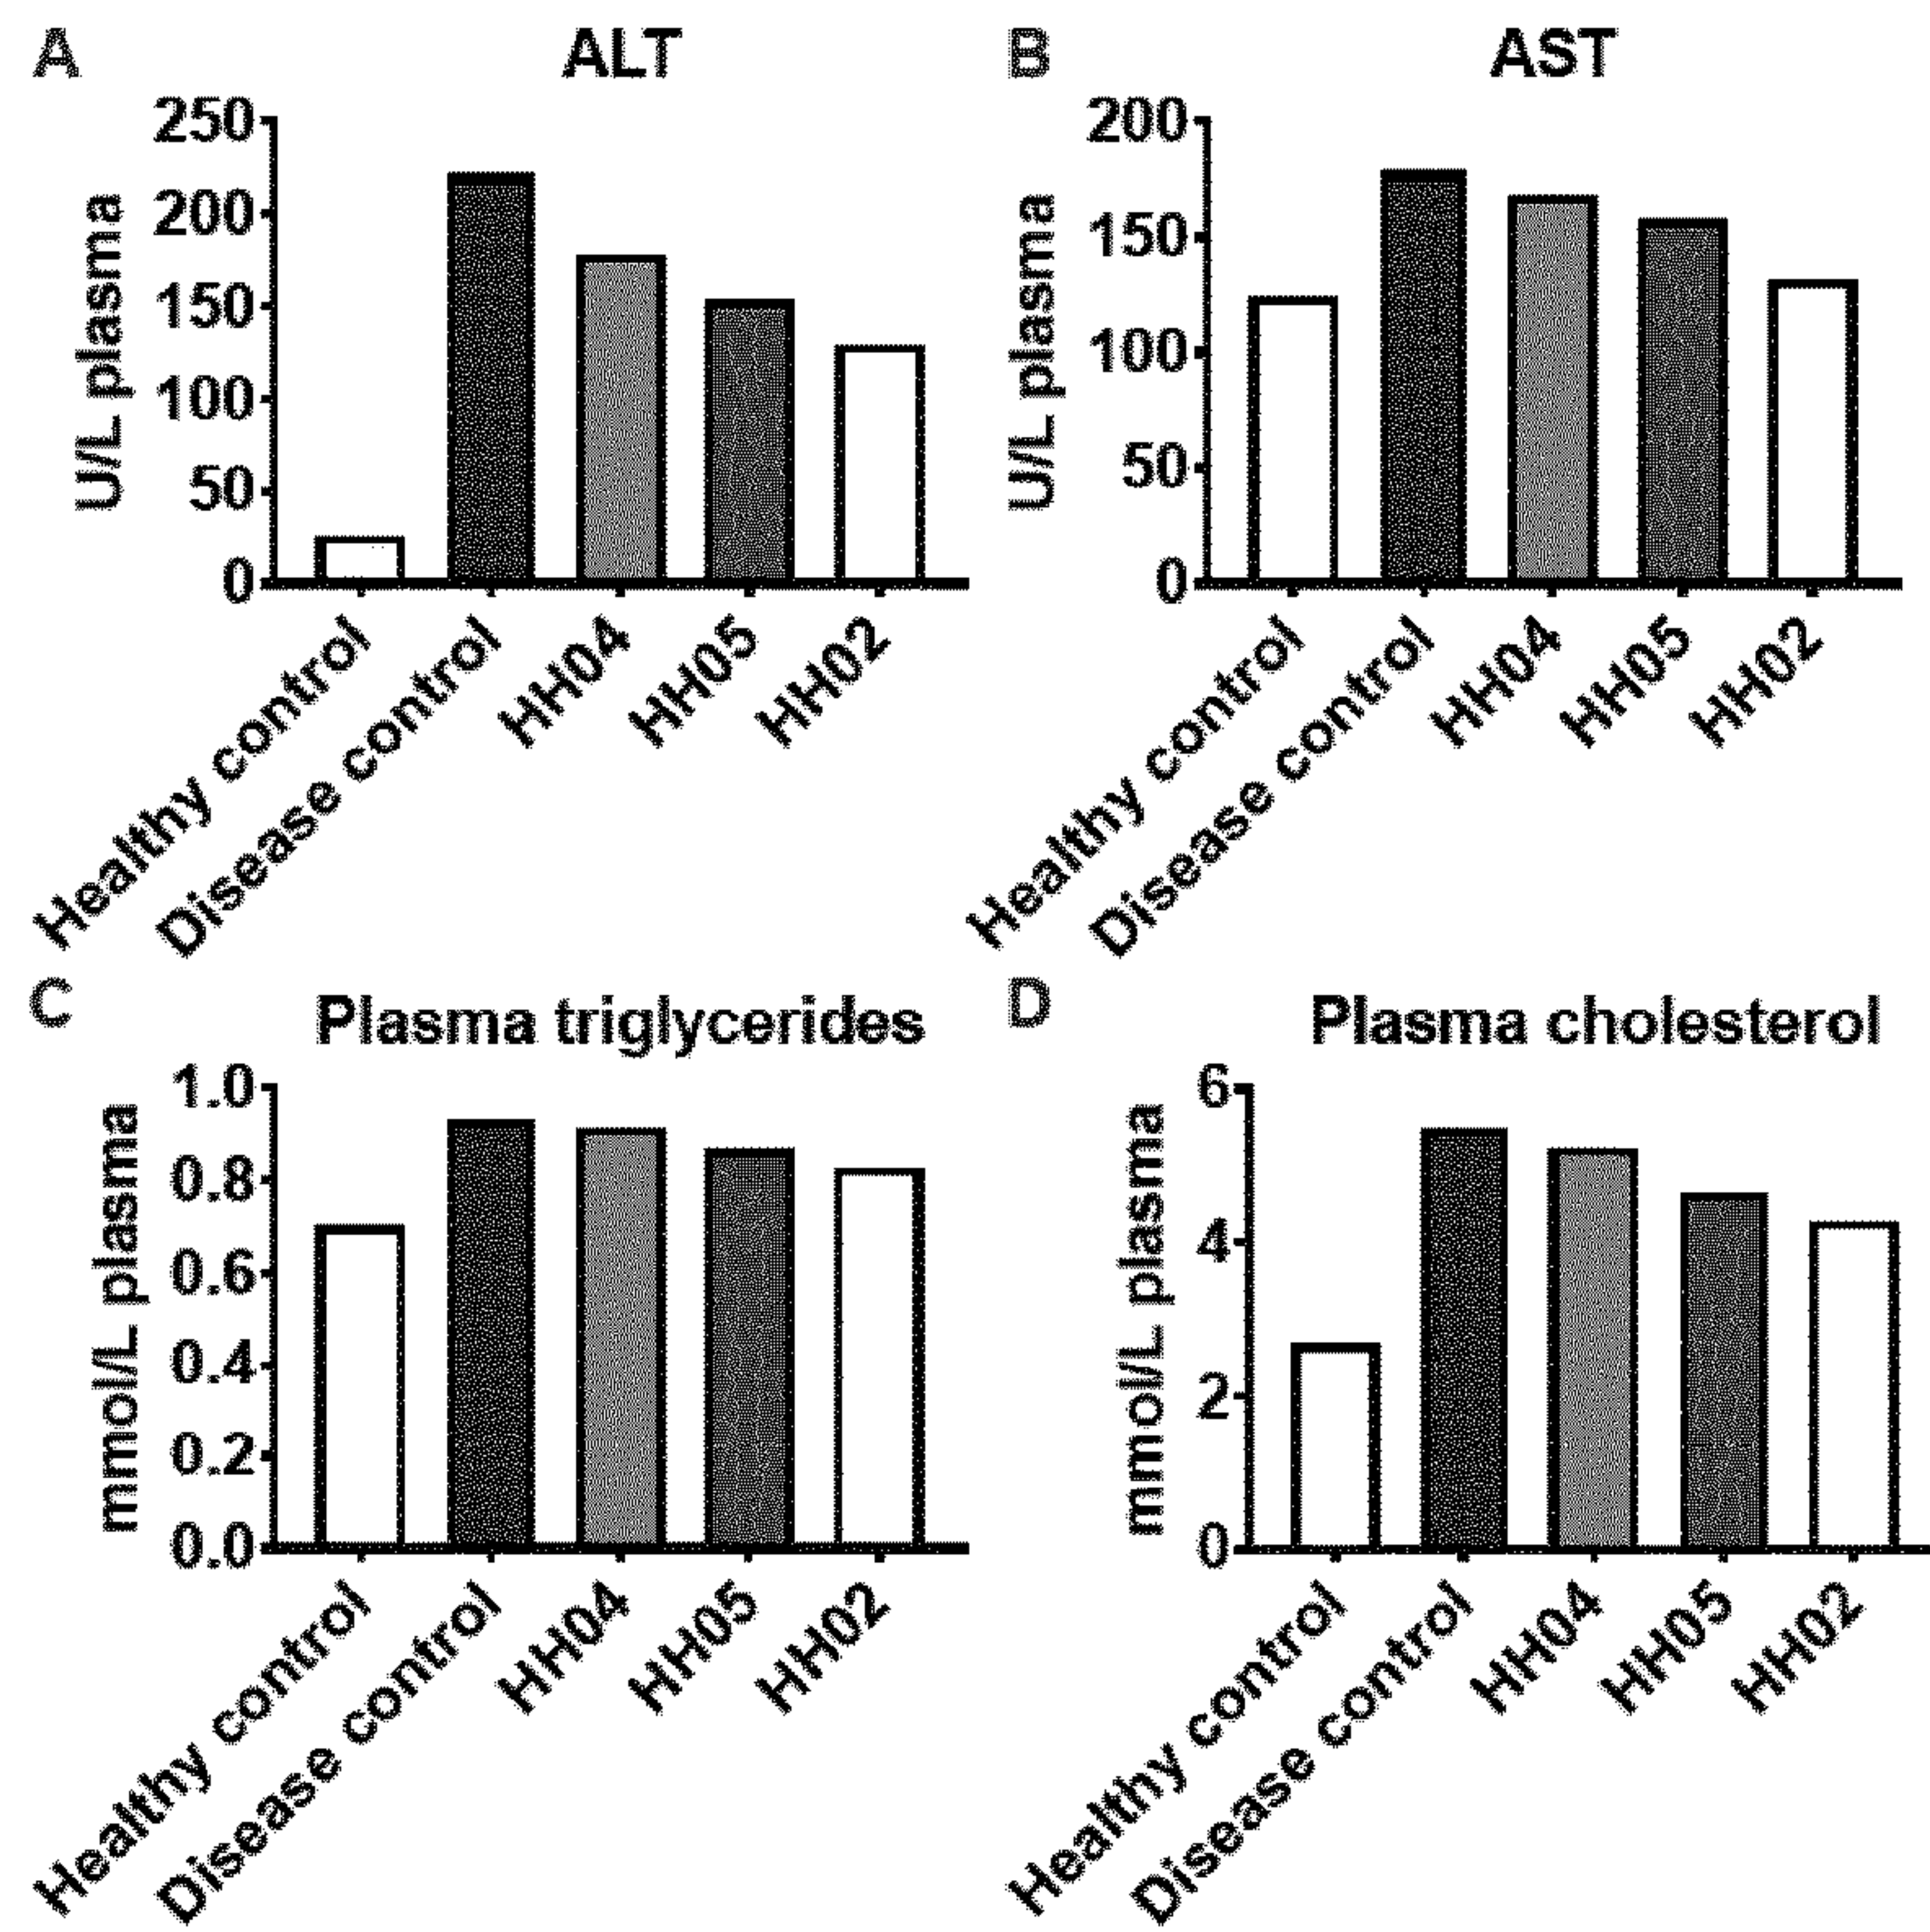 A
ALT
250
200
150
100
50
0
U/L plasma
Healthy control
Disease control
HH04
HH05
HH02
B
AST
200
150
100
50
0
U/L plasma
Healthy control
Disease control
HH04
HH05
HH02
C
Plasma triglycerides
1.0
0.8
0.6
0.4
0.2
0.0
mmol/L plasma
Healthy control
Disease control
HH04
HH05
HH02
D
Plasma cholesterol
6
4
2
0
mmol/L plasma
Healthy control
Disease control
HH04
HH05
HH02